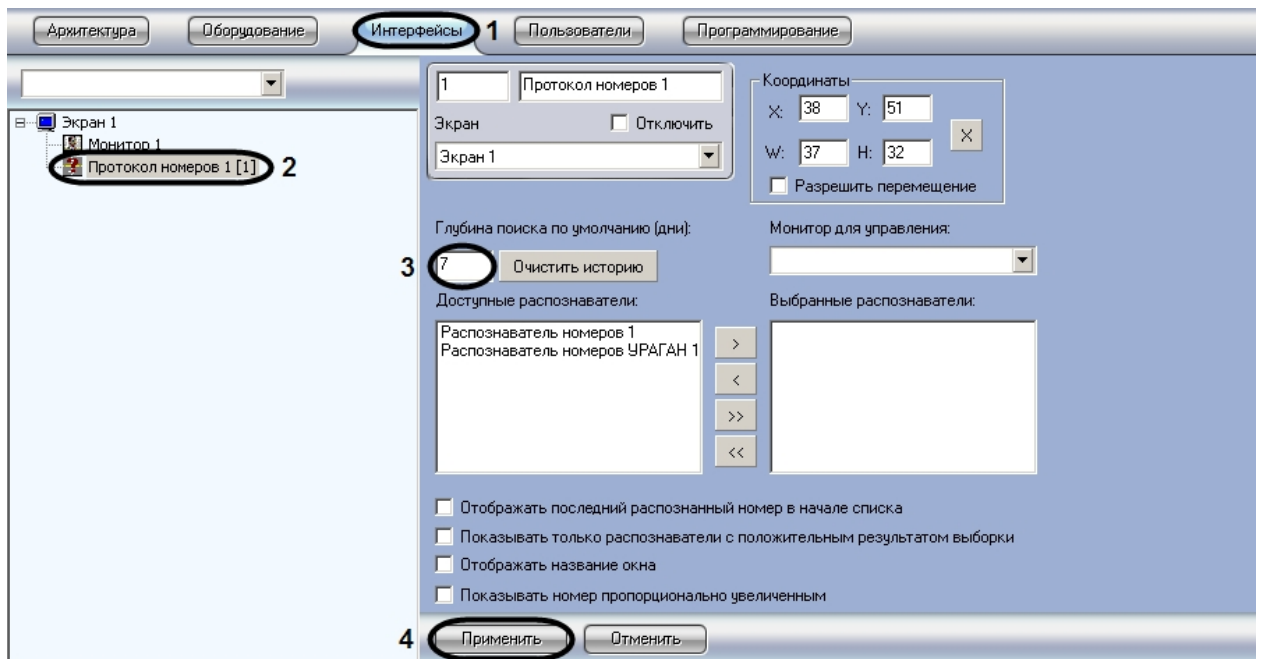 Архитектура Оборудование Интерфейсы 1 Пользователи Программирование
Экран 1
Монитор 1
Протокол номеров 1 [1] 2
1 Протокол номеров 1
Экран Отключить
Экран 1
Координаты
X: 38 Y: 51
X
W: 37 H: 32
Разрешить перемещение
Глубина поиска по умолчанию (дни):
3 7 Очистить историю
Монитор для управления:
Доступные распознаватели:
Распознаватель номеров 1
Распознаватель номеров УРАГАН 1
>
<
>>
<<
Выбранные распознаватели:
Отображать последний распознанный номер в начале списка
Показывать только распознаватели с положительным результатом выборки
Отображать название окна
Показывать номер пропорционально увеличенным
4 Применить Отменить